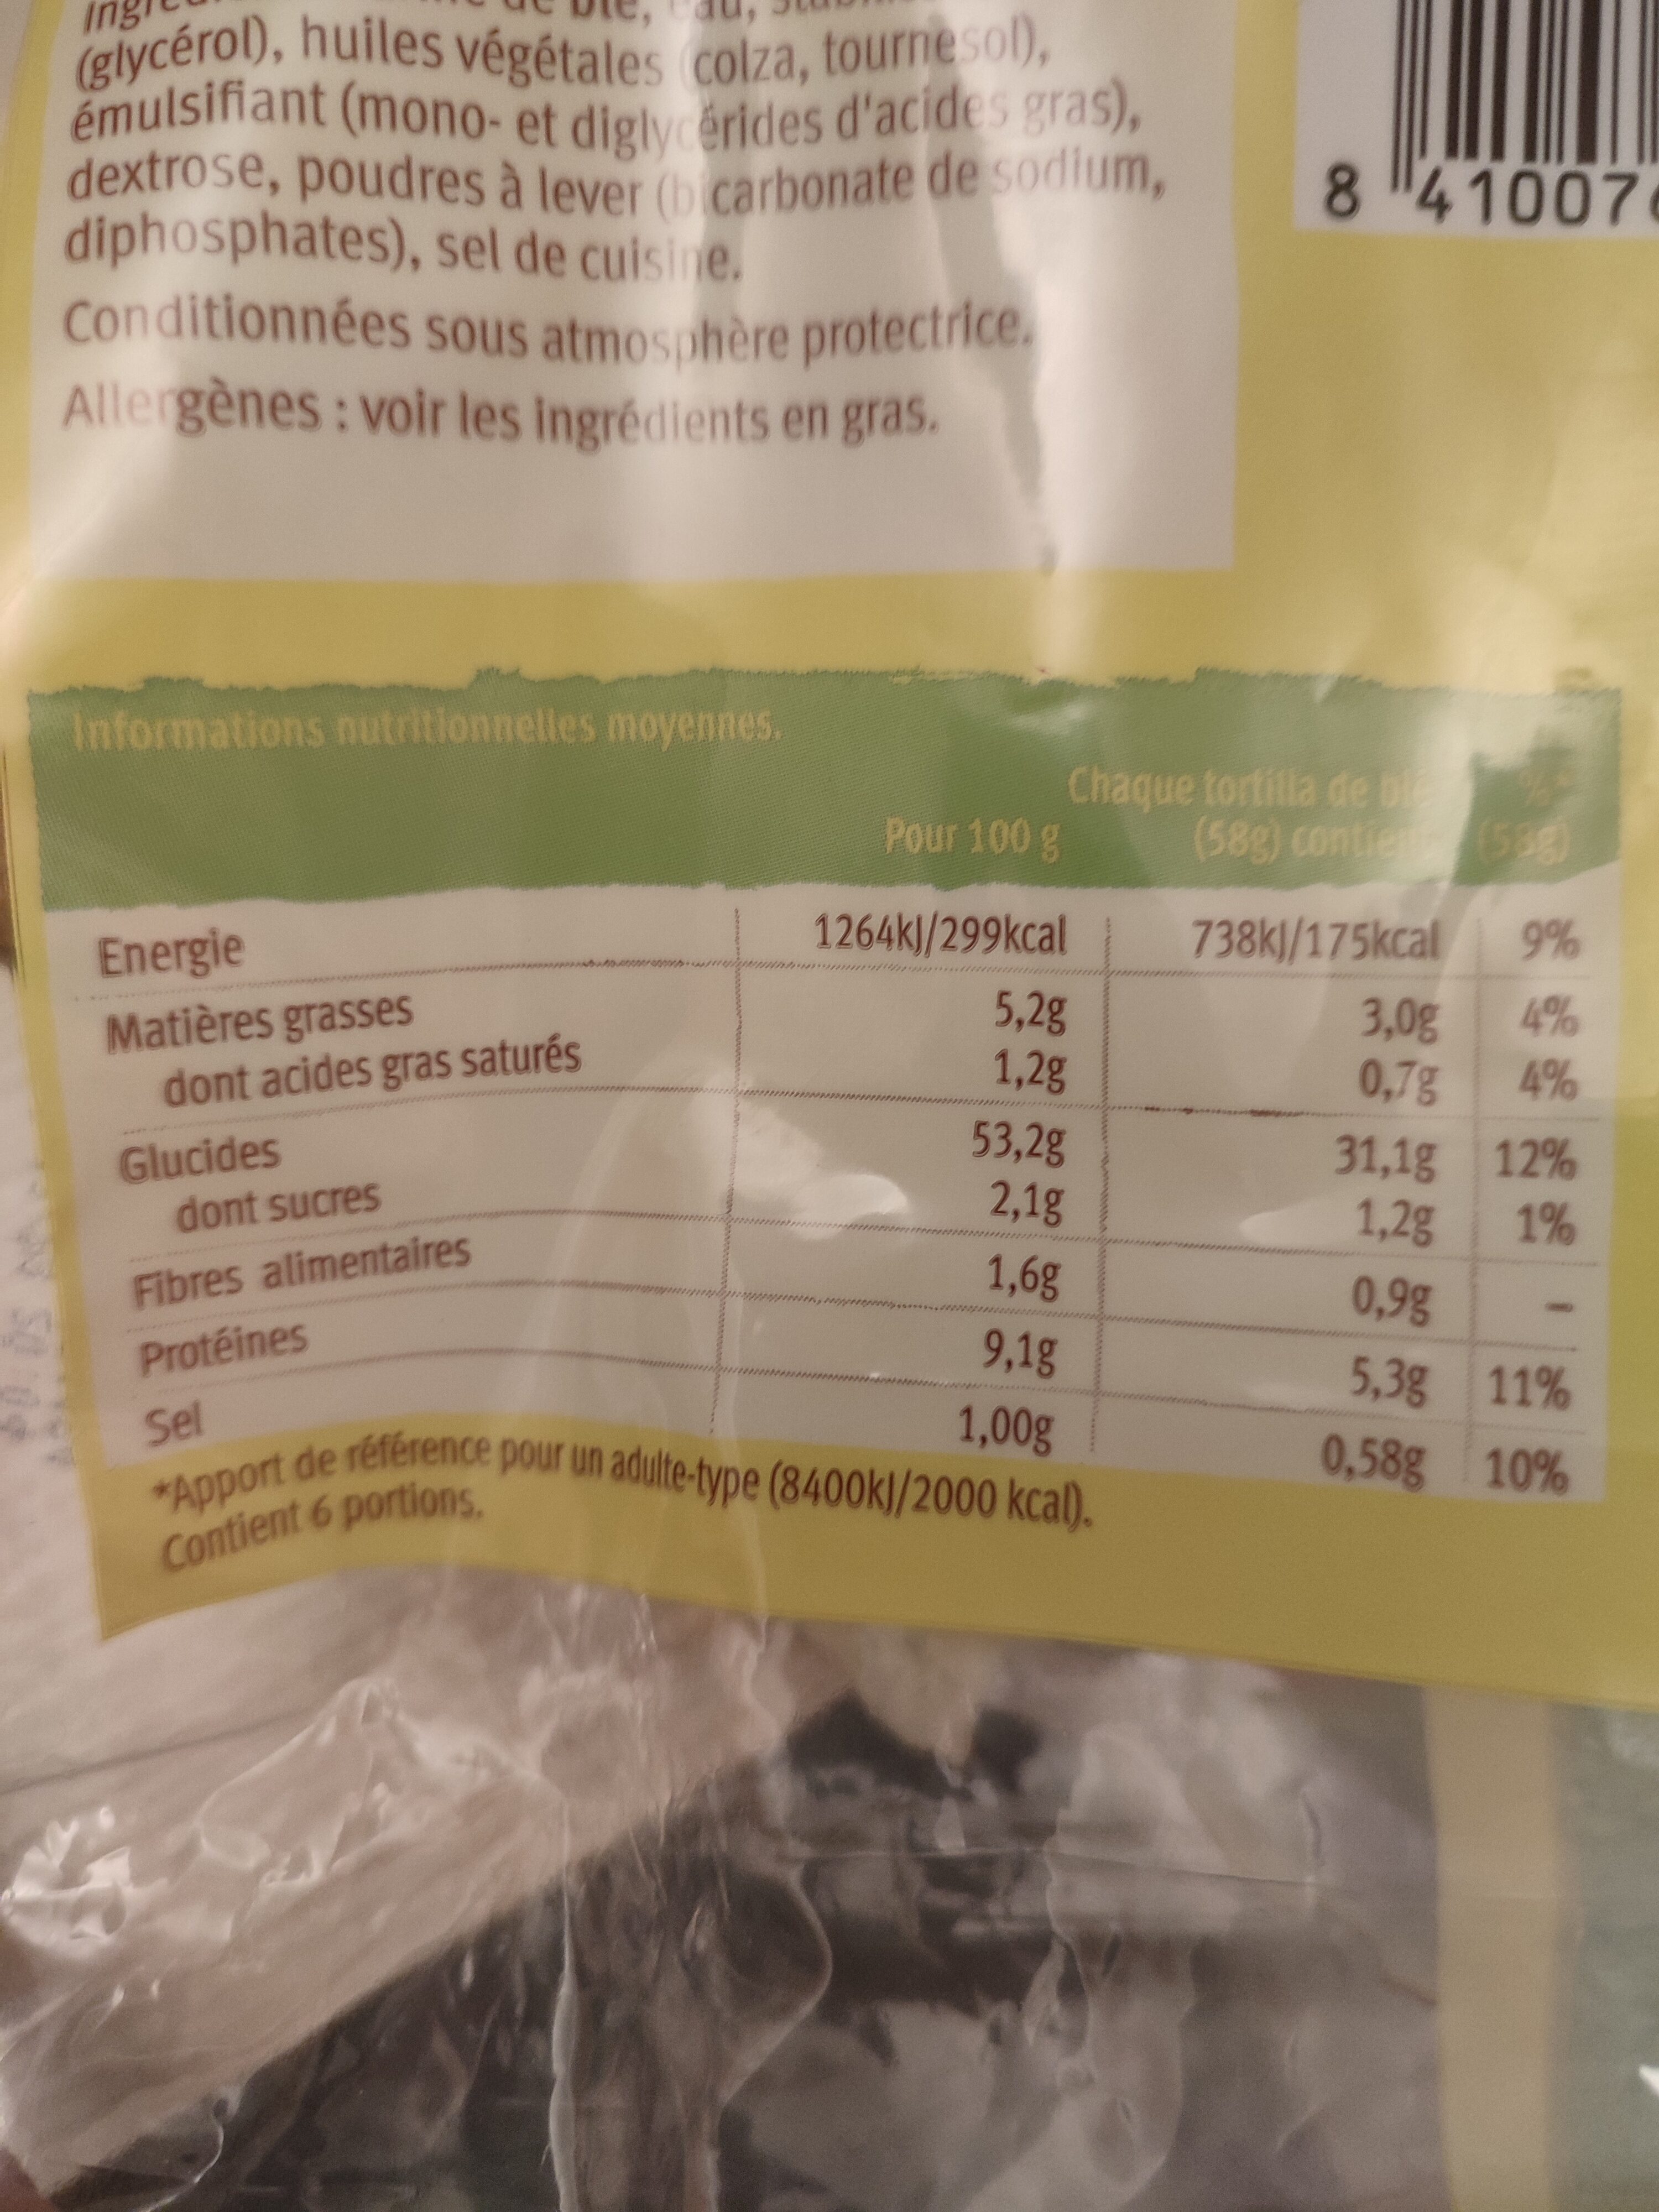 (glycérol), huiles végétales (colza, tournesol),
émulsifiant (mono- et diglycérides d'acides gras),
dextrose, poudres à lever (bicarbonate de sodium,
diphosphates), sel de cuisine.
Conditionnées sous atmosphère protectrice.
Allergènes : voir les ingrédients en gras.
8 410076
Informations nutritionnelles moyennes.
Pour 100 g Chaque tortilla de blé (58g) contient %* (58g)
Energie 1264kJ/299kcal 738kJ/175kcal 9%
Matières grasses 5,2g 3,0g 4%
dont acides gras saturés 1,2g 0,7g 4%
Glucides 53,2g 31,1g 12%
dont sucres 2,1g 1,2g 1%
Fibres alimentaires 1,6g 0,9g –
Protéines 9,1g 5,3g 11%
Sel 1,00g 0,58g 10%
*Apport de référence pour un adulte-type (8400kJ/2000 kcal).
Contient 6 portions.